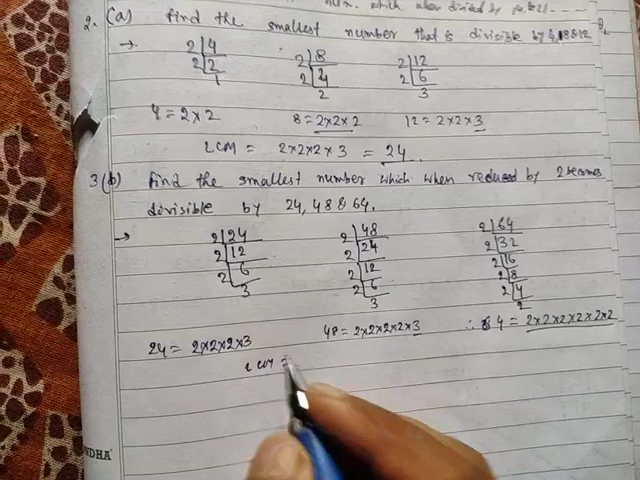 which when divided by
2. (a) find the smallest number that is divisible by 4, 8 & 12
→ 2 | 4   2 | 8   2 | 12
2 | 2   2 | 4   2 | 6
1   2   3
4 = 2 × 2   8 = 2×2×2   12 = 2×2×3
LCM = 2×2×2×3 = 24
3 (b) find the smallest number which when reduced by 2 becomes
divisible by 24, 48 & 64.
→ 2 | 24   2 | 48   2 | 64
2 | 12   2 | 24   2 | 32
2 | 6   2 | 12   2 | 16
3   2 | 6   2 | 8
3   2 | 4
2
24 = 2×2×2×3   48 = 2×2×2×2×3   ∴ 64 = 2×2×2×2×2×2
LCM =
NDHA